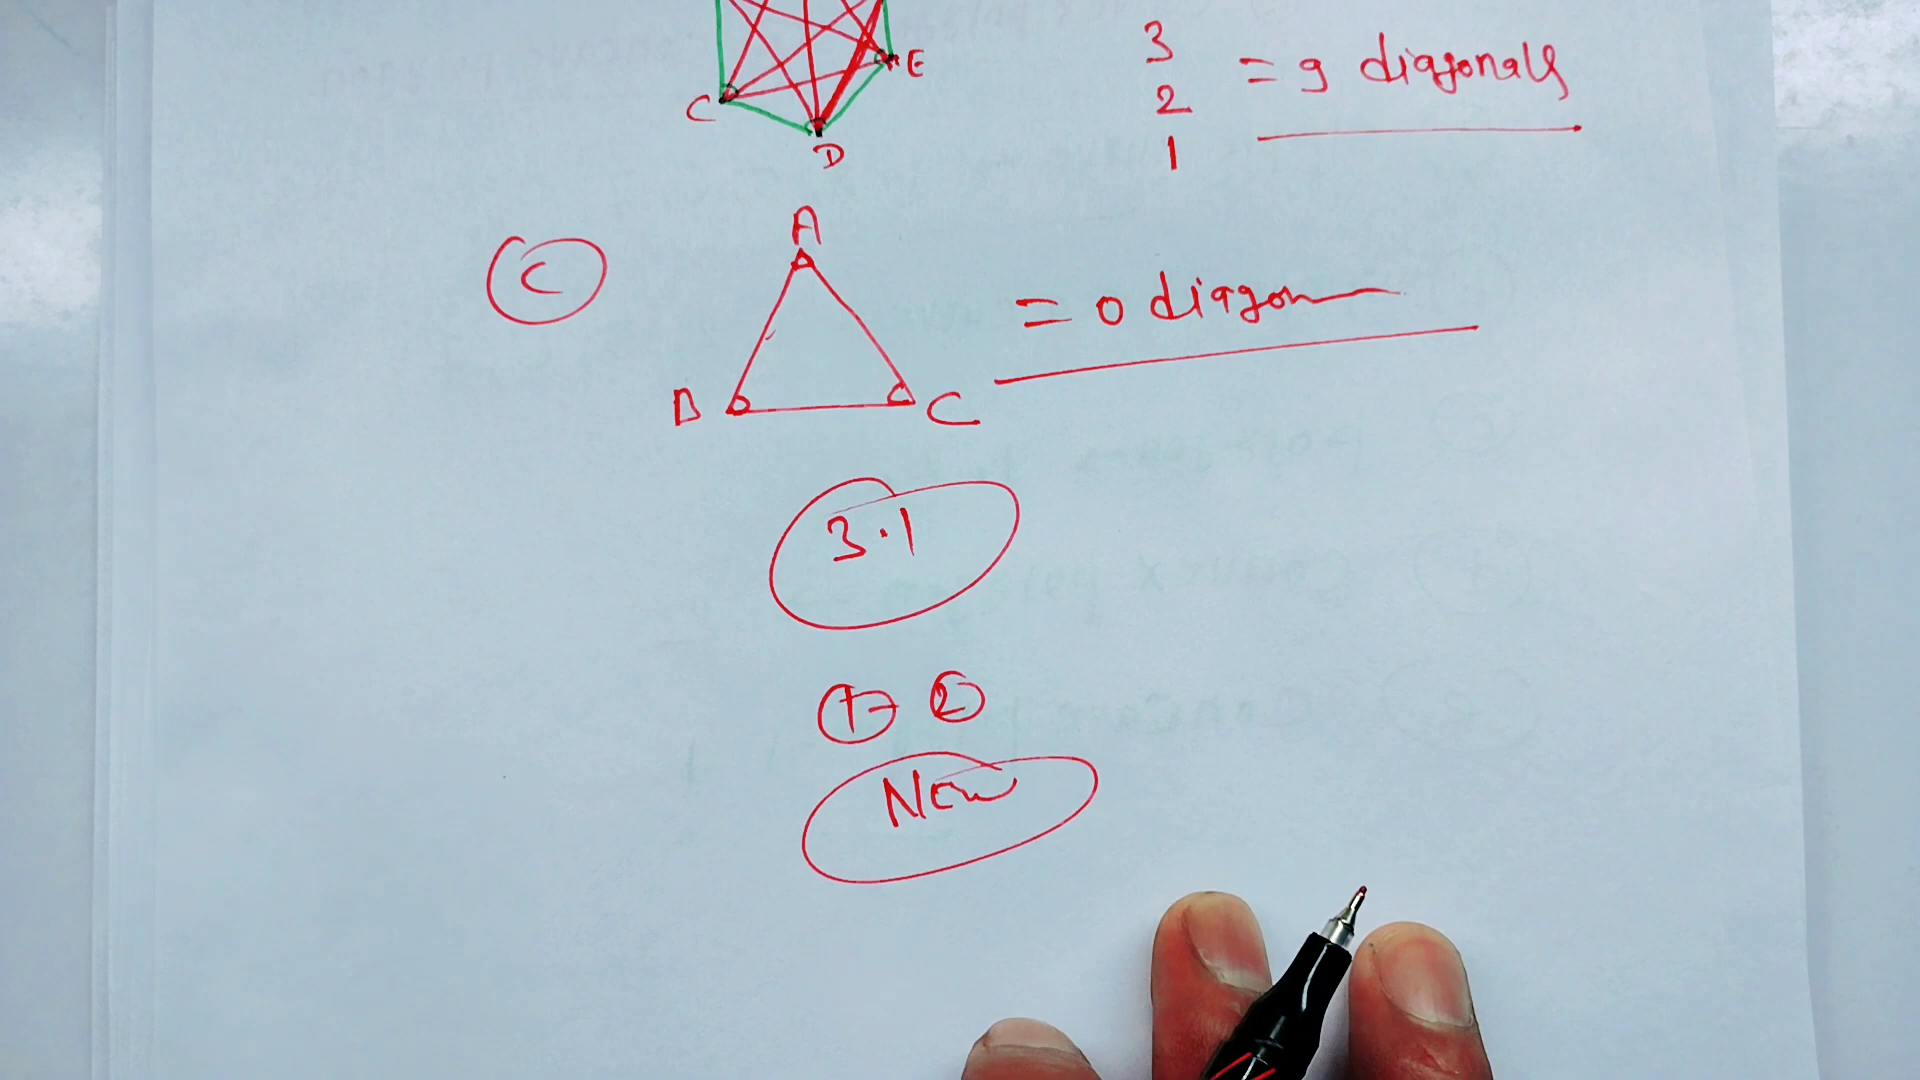 E
C
D
3
2
1
= 9 diagonals
C
A
B
C
= 0 diagon
3.1
1 2
New